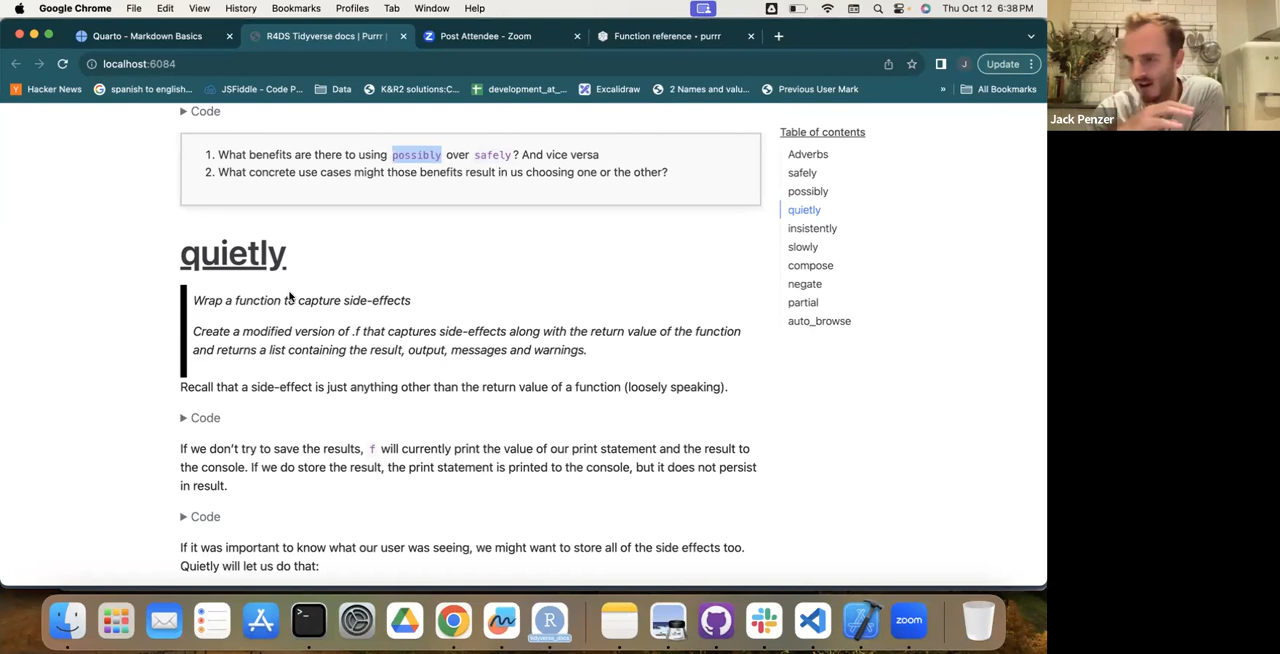 Google Chrome File Edit View History Bookmarks Profiles Tab Window Help Thu Oct 12 6:38 PM
Quarto - Markdown Basics R4DS Tidyverse docs | Purrr | Post Attendee - Zoom Function reference • purrr
localhost:6084 J Update
Hacker News spanish to english... JSFiddle - Code P... Data K&R2 solutions:C... development_at_... Excalidraw 2 Names and valu... Previous User Mark » All Bookmarks
Jack Penzer
Code
1. What benefits are there to using possibly over safely? And vice versa
2. What concrete use cases might those benefits result in us choosing one or the other?
quietly
Wrap a function to capture side-effects
Create a modified version of .f that captures side-effects along with the return value of the function
and returns a list containing the result, output, messages and warnings.
Recall that a side-effect is just anything other than the return value of a function (loosely speaking).
Code
If we don't try to save the results, f will currently print the value of our print statement and the result to
the console. If we do store the result, the print statement is printed to the console, but it does not persist
in result.
Code
If it was important to know what our user was seeing, we might want to store all of the side effects too.
Quietly will let us do that:
Table of contents
Adverbs
safely
possibly
quietly
insistently
slowly
compose
negate
partial
auto_browse
R
tidyverse_docs
zoom